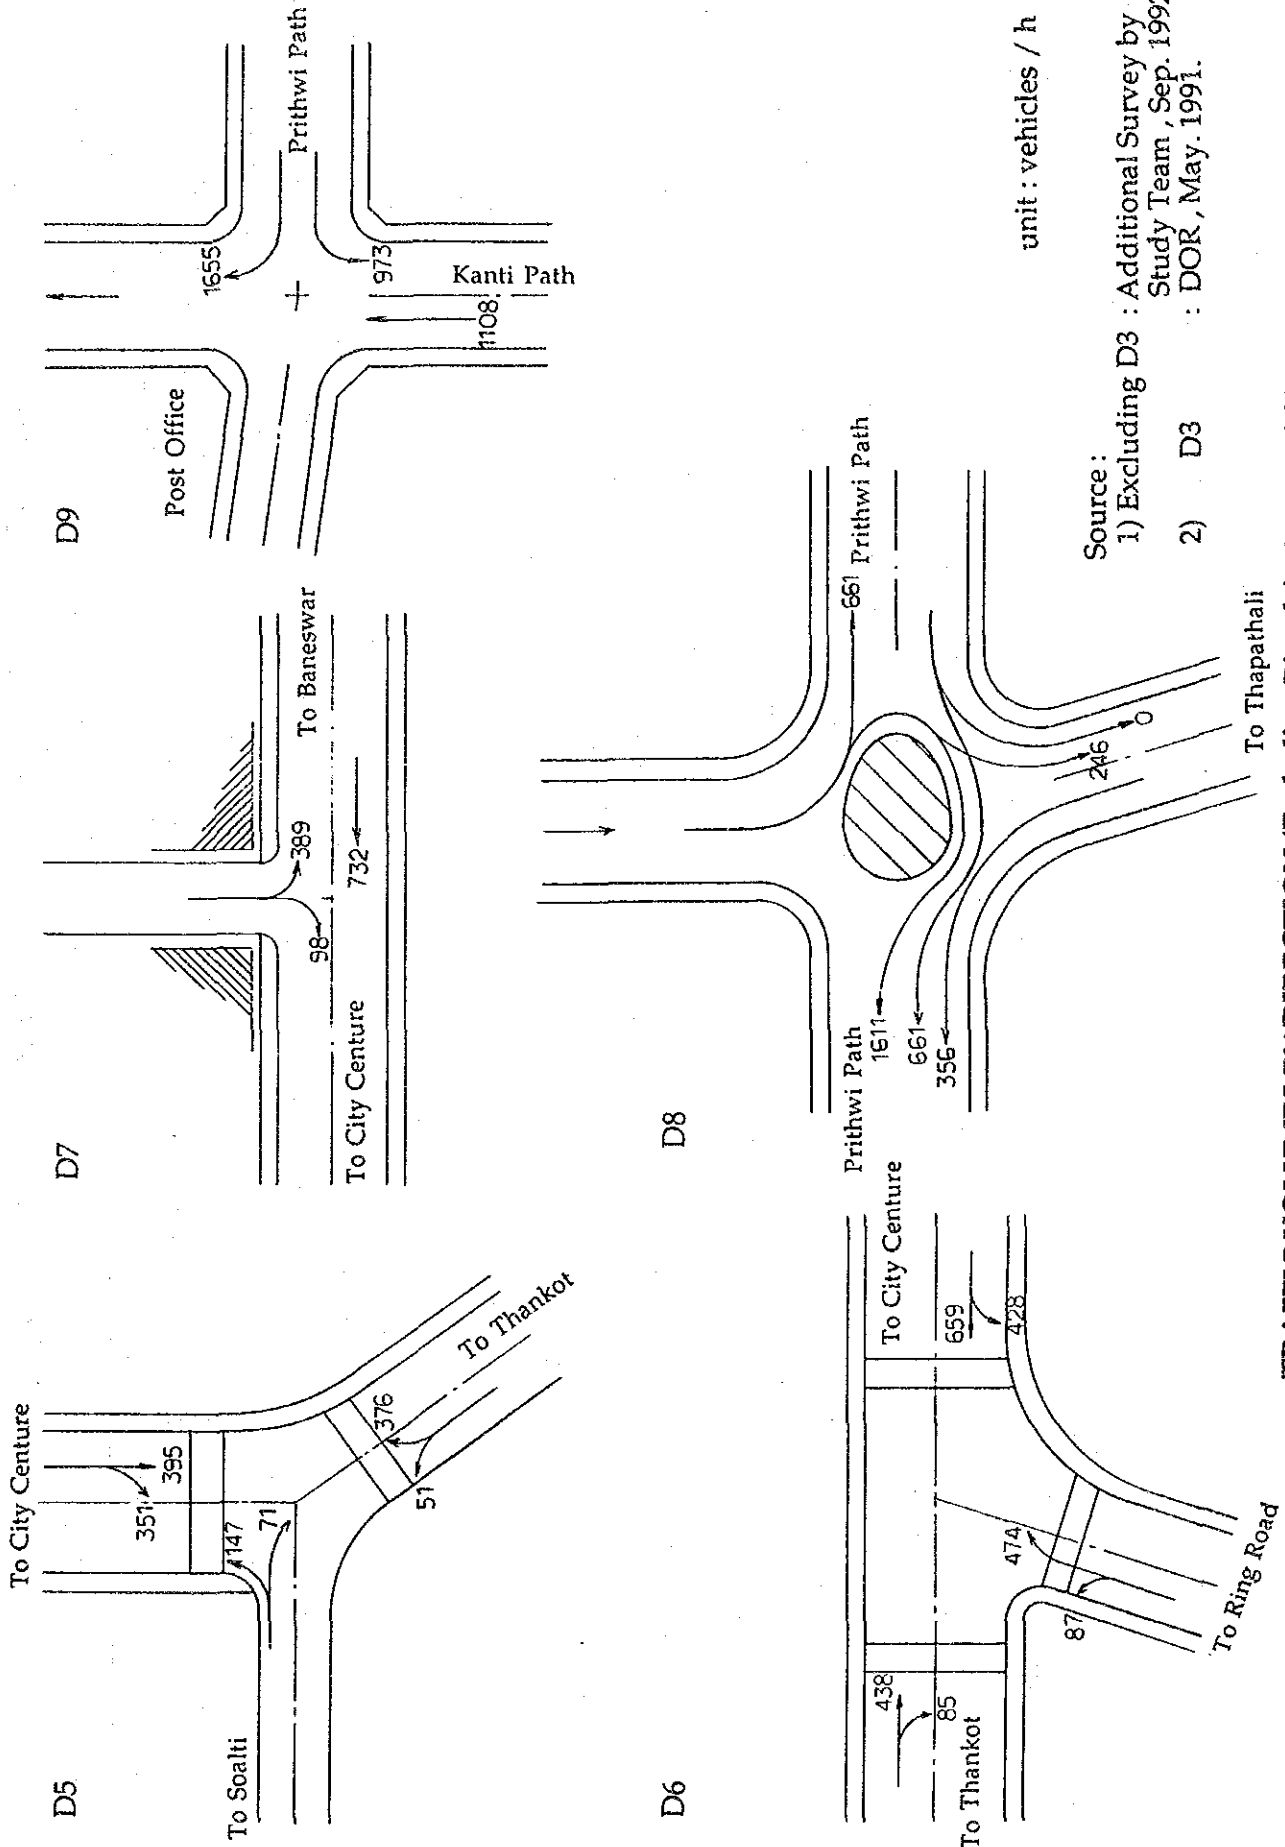 D5
To City Centure
351
395
147
71
376
51
To Soalti
To Thankot
D7
389
98
732
To Baneswar
To City Centure
D9
Post Office
1655
973
1108
Kanti Path
Prithwi Path
D6
438
85
659
428
474
87
To City Centure
To Thankot
To Ring Road
D8
Prithwi Path
1611
661
356
661
Prithwi Path
246
0
To Thapathali
unit : vehicles / h
Source :
1) Excluding D3 : Additional Survey by
Study Team , Sep. 1992
2) D3 : DOR , May. 1991.